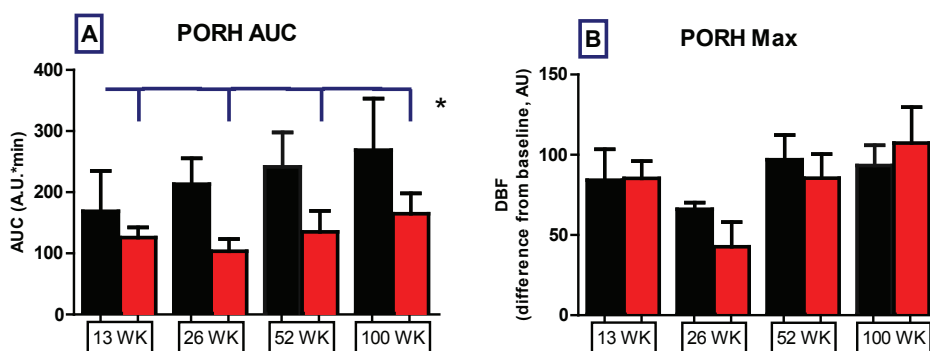 A
PORH AUC
AUC (A.U.*min)
400
300
200
100
0
*
13 WK
26 WK
52 WK
100 WK
B
PORH Max
DBF
(difference from baseline, AU)
150
100
50
0
13 WK
26 WK
52 WK
100 WK